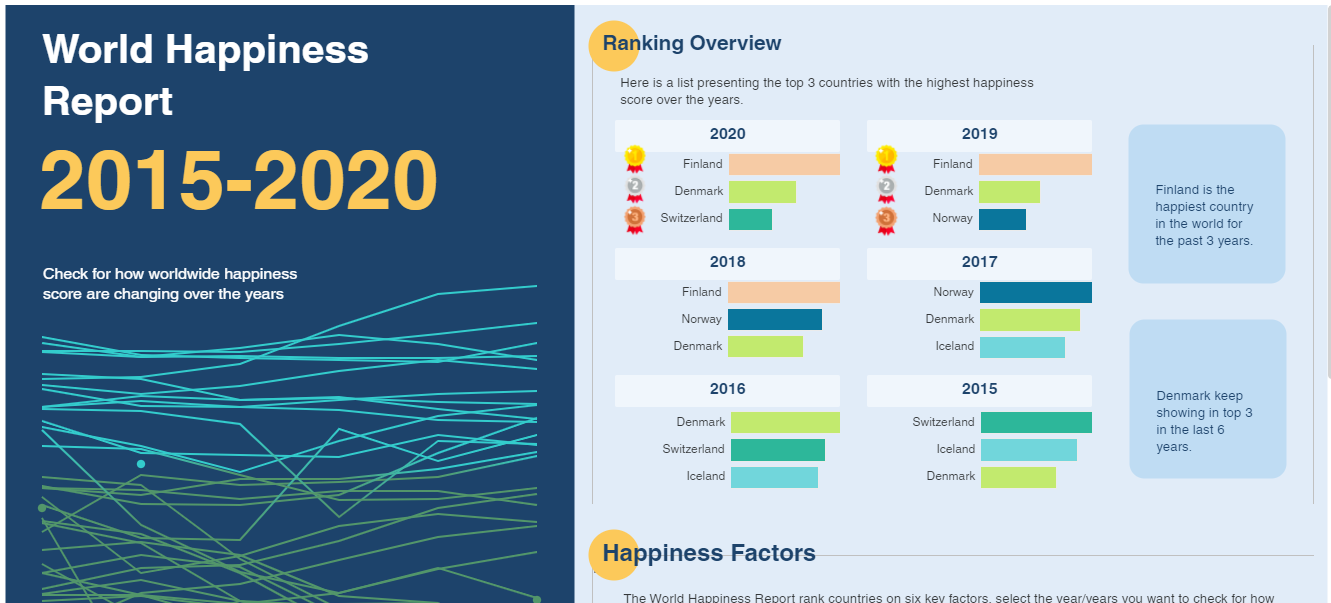 World Happiness
Report
2015-2020
Check for how worldwide happiness
score are changing over the years
Ranking Overview
Here is a list presenting the top 3 countries with the highest happiness
score over the years.
2020
1 Finland
2 Denmark
3 Switzerland
2019
1 Finland
2 Denmark
3 Norway
2018
Finland
Norway
Denmark
2017
Norway
Denmark
Iceland
2016
Denmark
Switzerland
Iceland
2015
Switzerland
Iceland
Denmark
Finland is the
happiest country
in the world for
the past 3 years.
Denmark keep
showing in top 3
in the last 6
years.
Happiness Factors
The World Happiness Report rank countries on six key factors, select the year/years you want to check for how